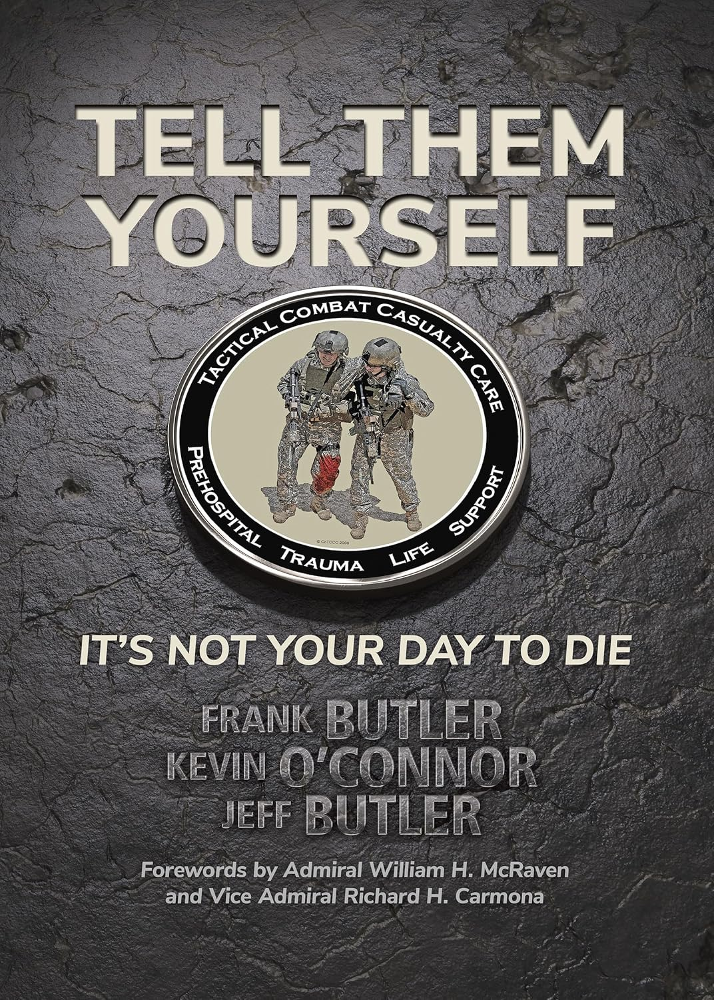 TELL THEM
YOURSELF
TACTICAL COMBAT CASUALTY CARE
PREHOSPITAL TRAUMA LIFE SUPPORT
© CoTCCC 2008
IT'S NOT YOUR DAY TO DIE
FRANK BUTLER
KEVIN O'CONNOR
JEFF BUTLER
Forewords by Admiral William H. McRaven
and Vice Admiral Richard H. Carmona